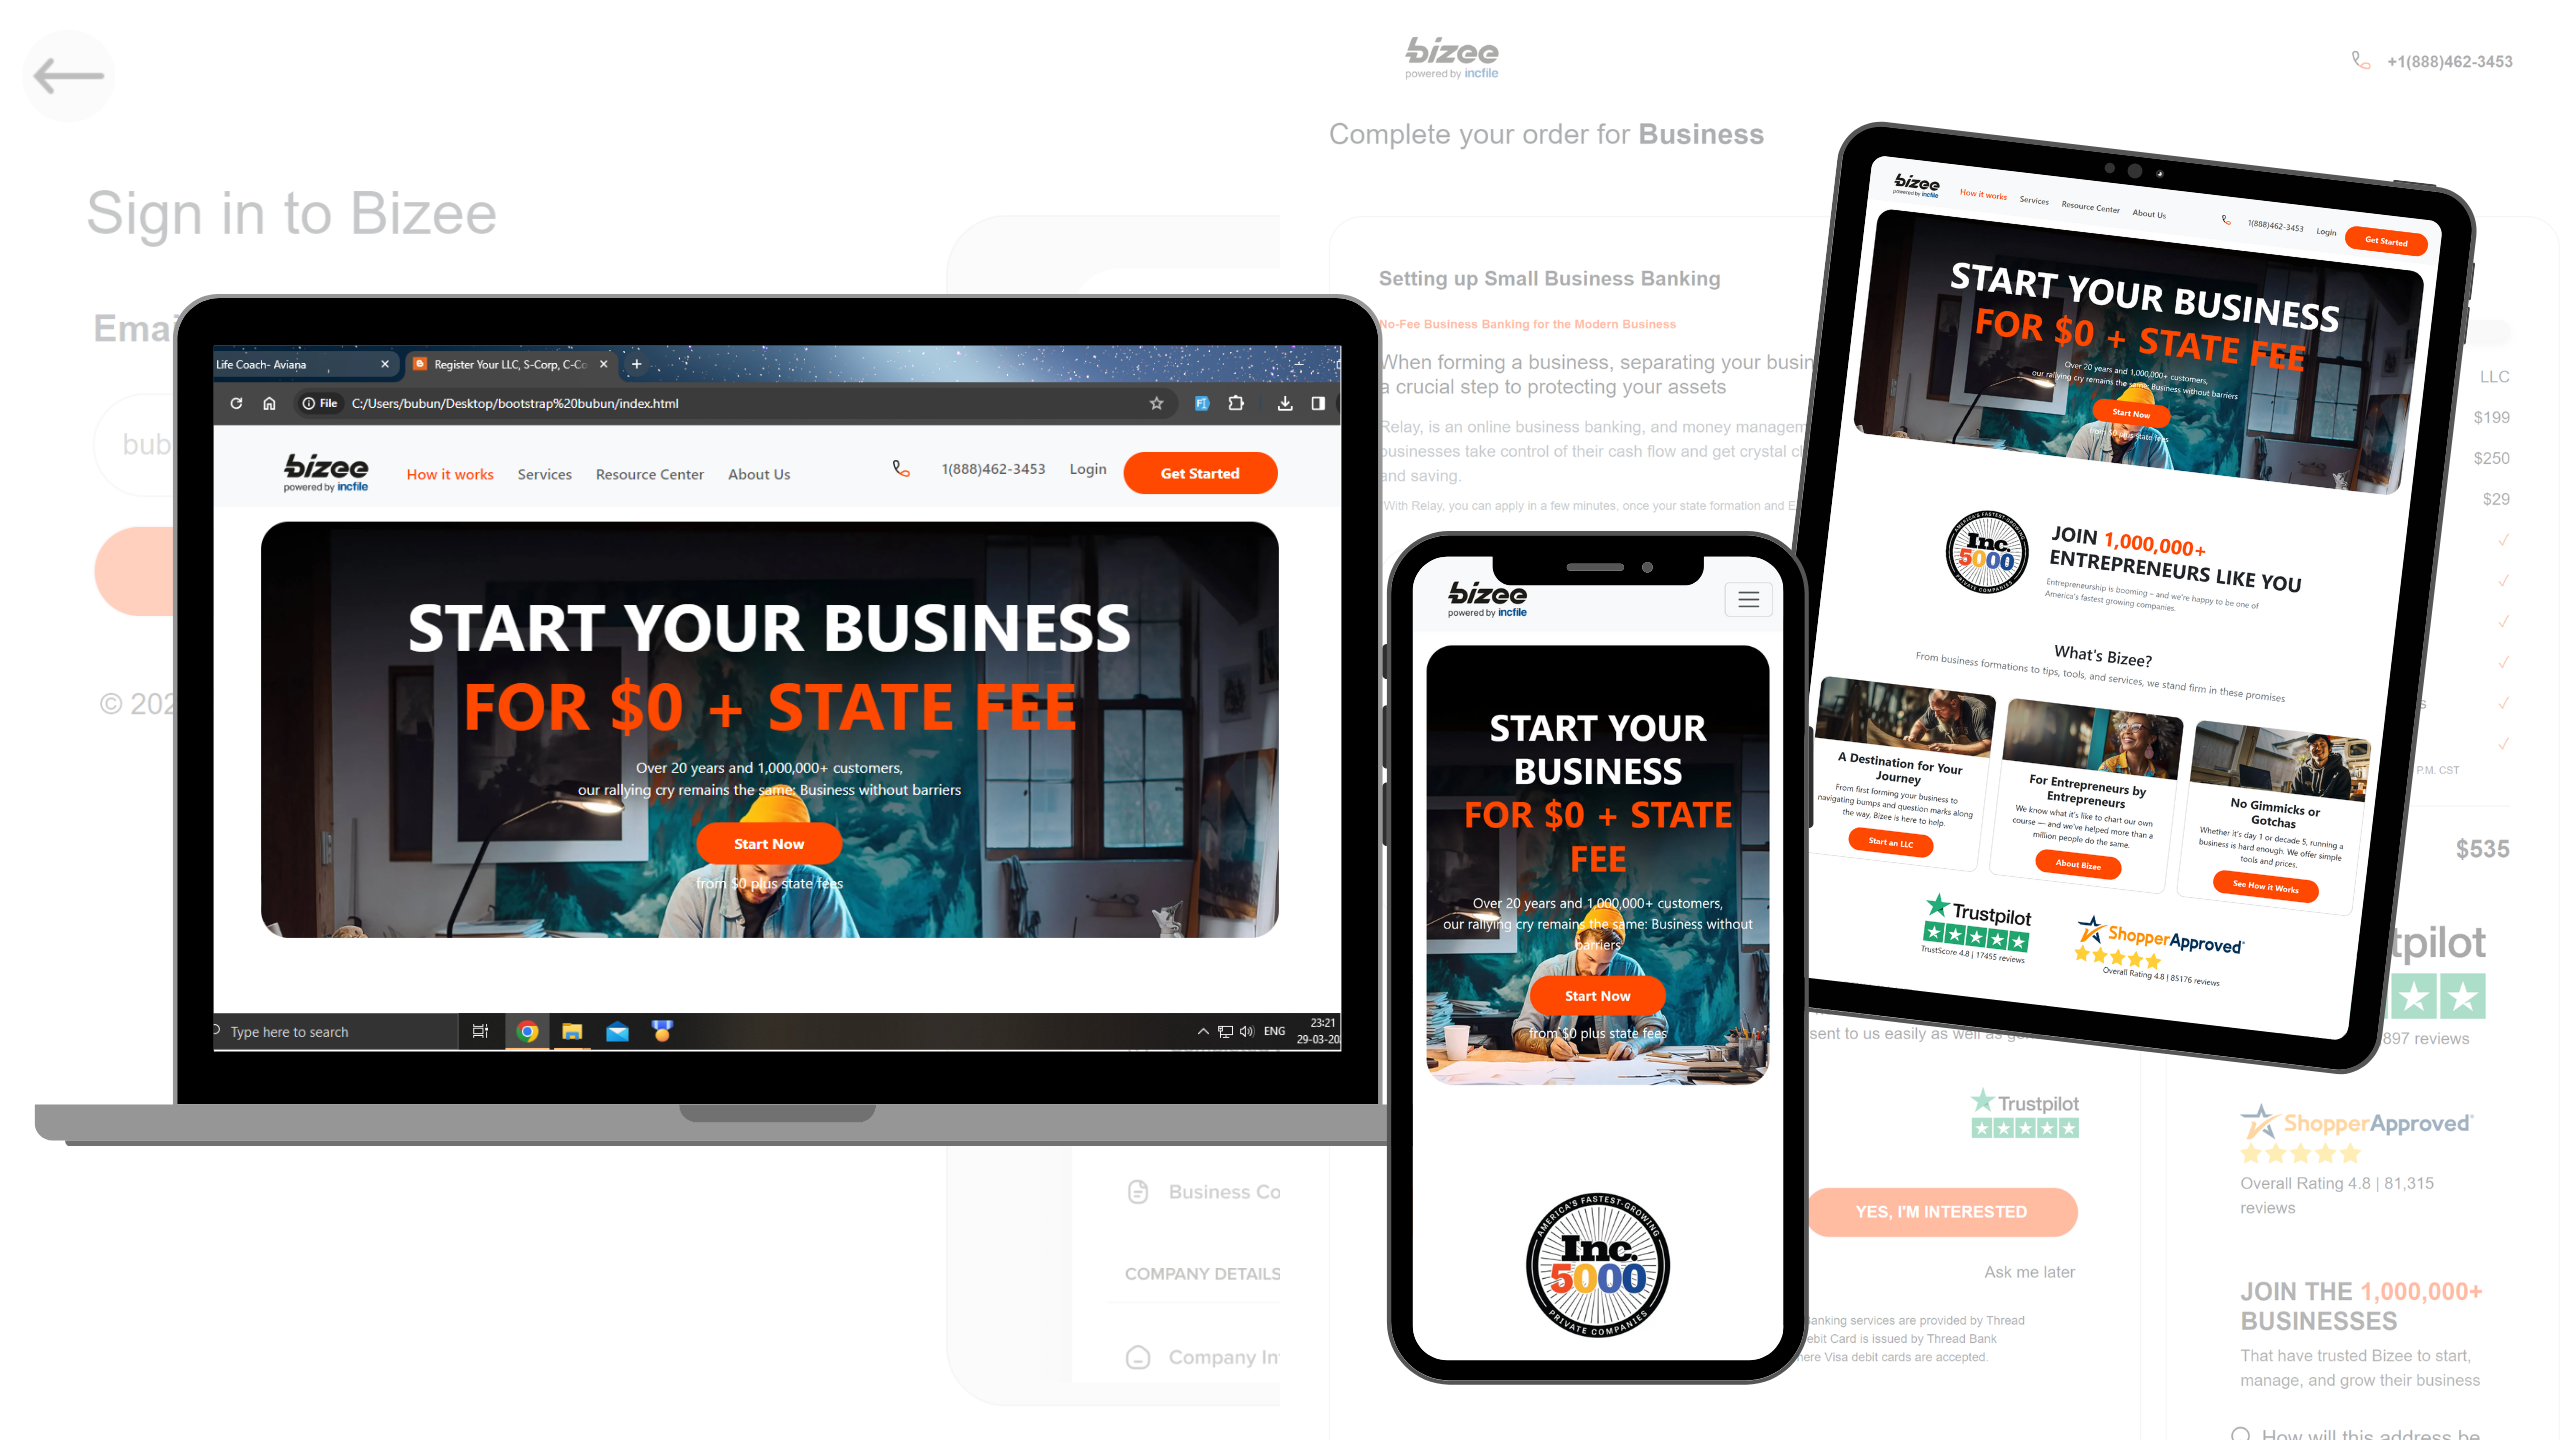 Sign in to Bizee
© 202
bizee
powered by incfile
+1(888)462-3453
Complete your order for Business
Setting up Small Business Banking
No-Fee Business Banking for the Modern Business
When forming a business, separating your busin
a crucial step to protecting your assets
Relay, is an online business banking, and money managem
businesses take control of their cash flow and get crystal cl
and saving.
With Relay, you can apply in a few minutes, once your state formation and E
LLC
$199
$250
$29
P.M. CST
$535
Life Coach- Aviana
Register Your LLC, S-Corp, C-Co
File C:/Users/bubun/Desktop/bootstrap%20bubun/index.html
bizee
powered by incfile
How it works
Services
Resource Center
About Us
1(888)462-3453
Login
Get Started
START YOUR BUSINESS
FOR $0 + STATE FEE
Over 20 years and 1,000,000+ customers,
our rallying cry remains the same: Business without barriers
Start Now
from $0 plus state fees
Type here to search
ENG
23:21
29-03-20
bizee
powered by incfile
START YOUR
BUSINESS
FOR $0 + STATE
FEE
Over 20 years and 1,000,000+ customers,
our rallying cry remains the same: Business without
barriers
Start Now
from $0 plus state fees
AMERICA'S FASTEST-GROWING
Inc.
5000
PRIVATE COMPANIES
bizee
powered by incfile
How it works
Services
Resource Center
About Us
1(888)462-3453
Login
Get Started
START YOUR BUSINESS
FOR $0 + STATE FEE
Over 20 years and 1,000,000+ customers,
our rallying cry remains the same: Business without barriers
Start Now
from $0 plus state fees
AMERICA'S FASTEST-GROWING
Inc.
5000
PRIVATE COMPANIES
JOIN 1,000,000+
ENTREPRENEURS LIKE YOU
Entrepreneurship is booming – and we're happy to be one of
America's fastest growing companies.
What's Bizee?
From business formations to tips, tools, and services, we stand firm in these promises
A Destination for Your
Journey
From first forming your business to
navigating bumps and question marks along
the way, Bizee is here to help.
Start an LLC
For Entrepreneurs by
Entrepreneurs
We know what it's like to chart our own
course — and we've helped more than a
million people do the same.
About Bizee
No Gimmicks or
Gotchas
Whether it's day 1 or decade 5, running a
business is hard enough. We offer simple
tools and prices.
See How it Works
Trustpilot
TrustScore 4.8 | 17455 reviews
ShopperApproved
Overall Rating 4.8 | 85176 reviews
tpilot
897 reviews
sent to us easily as well as
Trustpilot
YES, I'M INTERESTED
Ask me later
anking services are provided by Thread
ebit Card is issued by Thread Bank
here Visa debit cards are accepted.
ShopperApproved
Overall Rating 4.8 | 81,315
reviews
JOIN THE 1,000,000+
BUSINESSES
That have trusted Bizee to start,
manage, and grow their business
How will this address be
Business Co
COMPANY DETAILS
Company In